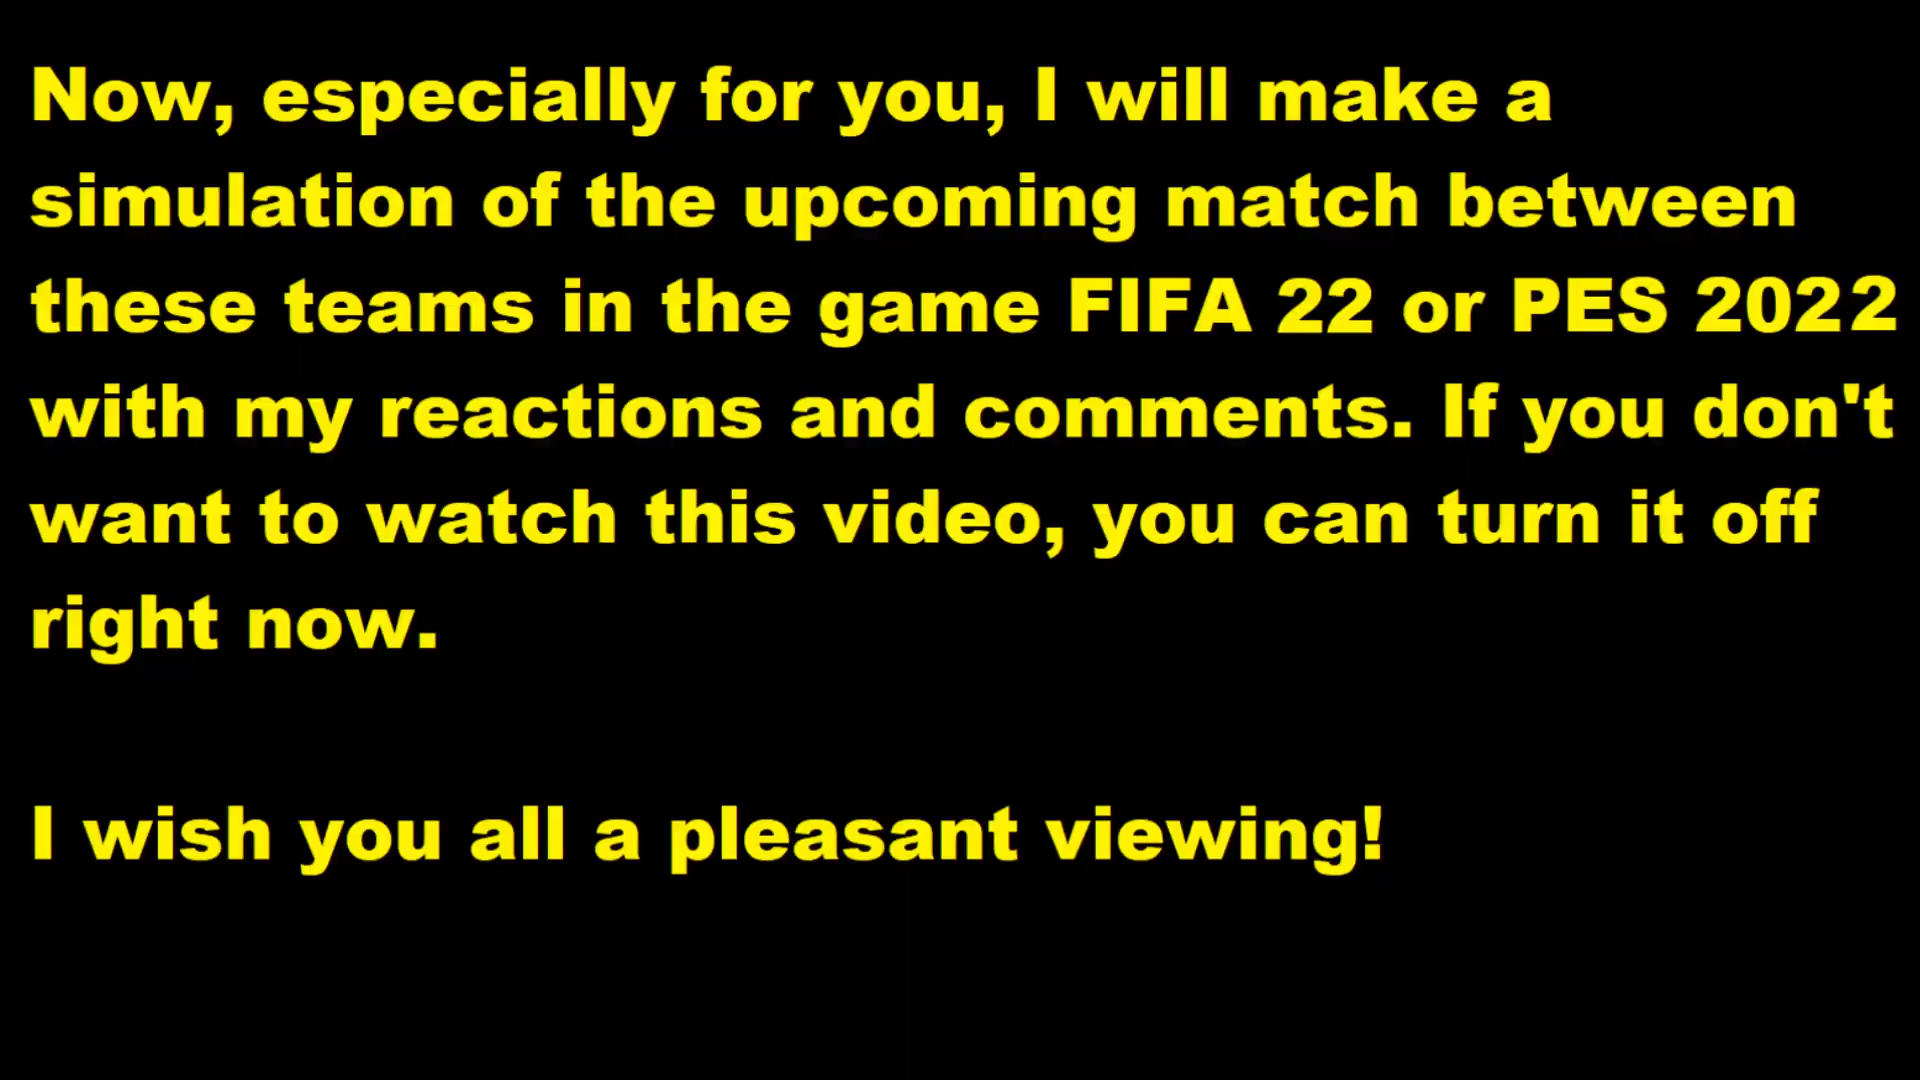 Now, especially for you, I will make a
simulation of the upcoming match between
these teams in the game FIFA 22 or PES 2022
with my reactions and comments. If you don't
want to watch this video, you can turn it off
right now.
I wish you all a pleasant viewing!